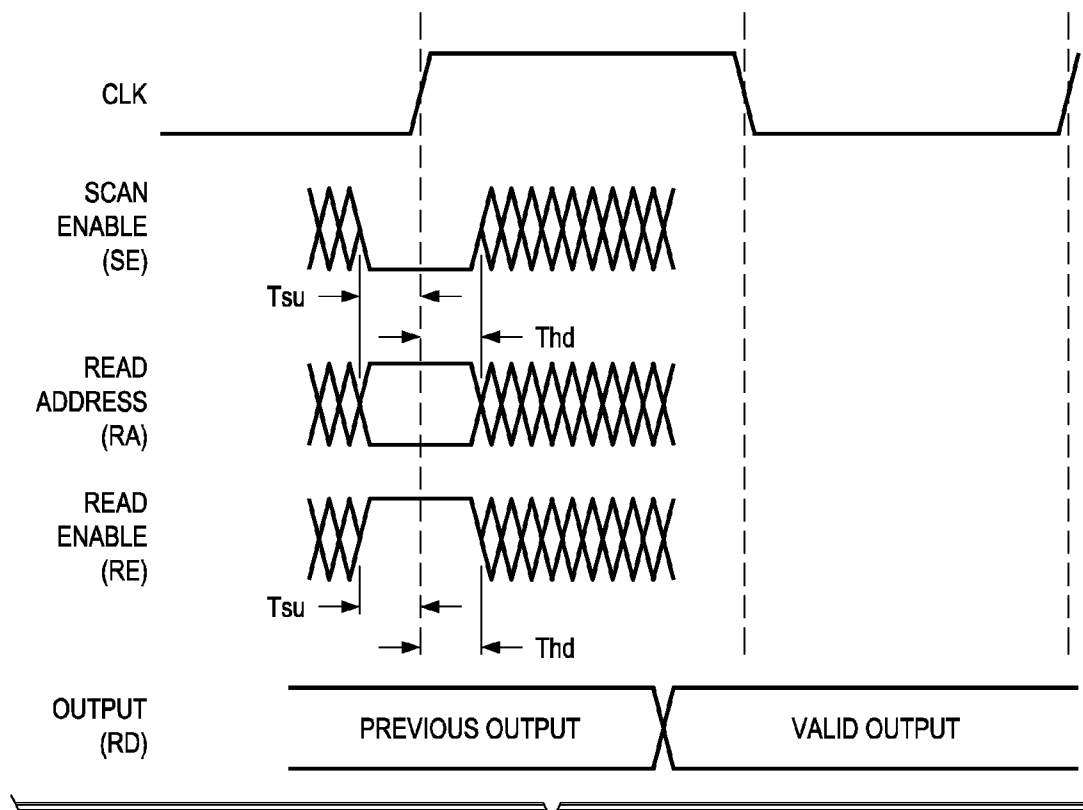 CLK
SCAN
ENABLE
(SE)
Tsu
Thd
READ
ADDRESS
(RA)
READ
ENABLE
(RE)
Tsu
Thd
OUTPUT
(RD)
PREVIOUS OUTPUT
VALID OUTPUT